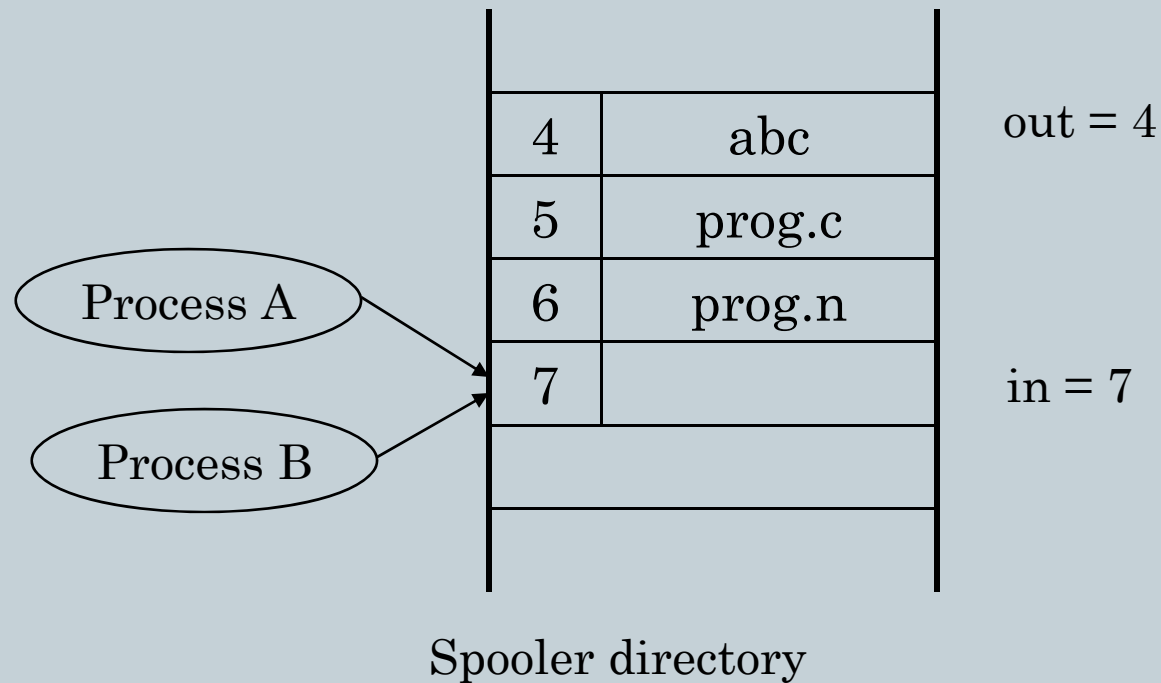 4 abc out = 4
5 prog.c
Process A 6 prog.n
7 in = 7
Process B
Spooler directory